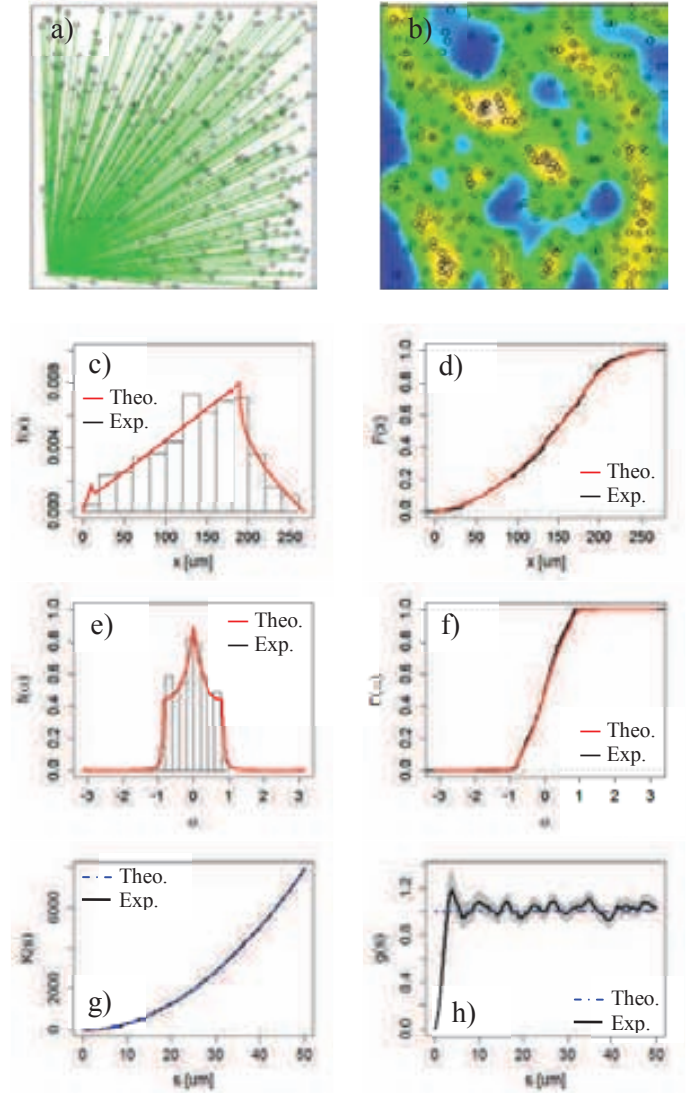 a)
b)
c)
Theo.
Exp.
f(x)
0.000
0.004
0.008
0
50
100
150
200
250
x [um]
d)
Theo.
Exp.
F(x)
0.0
0.2
0.4
0.6
0.8
1.0
0
50
100
150
200
250
x [um]
e)
Theo.
Exp.
0.0
0.2
0.4
0.6
0.8
1.0
-3
-2
-1
0
1
2
3
f)
Theo.
Exp.
0.0
0.2
0.4
0.6
0.8
1.0
-3
-2
-1
0
1
2
3
g)
Theo.
Exp.
K(s)
0
2000
6000
0
10
20
30
40
50
s [um]
h)
Theo.
Exp.
g(s)
0.0
0.4
0.8
1.2
0
10
20
30
40
50
s [um]